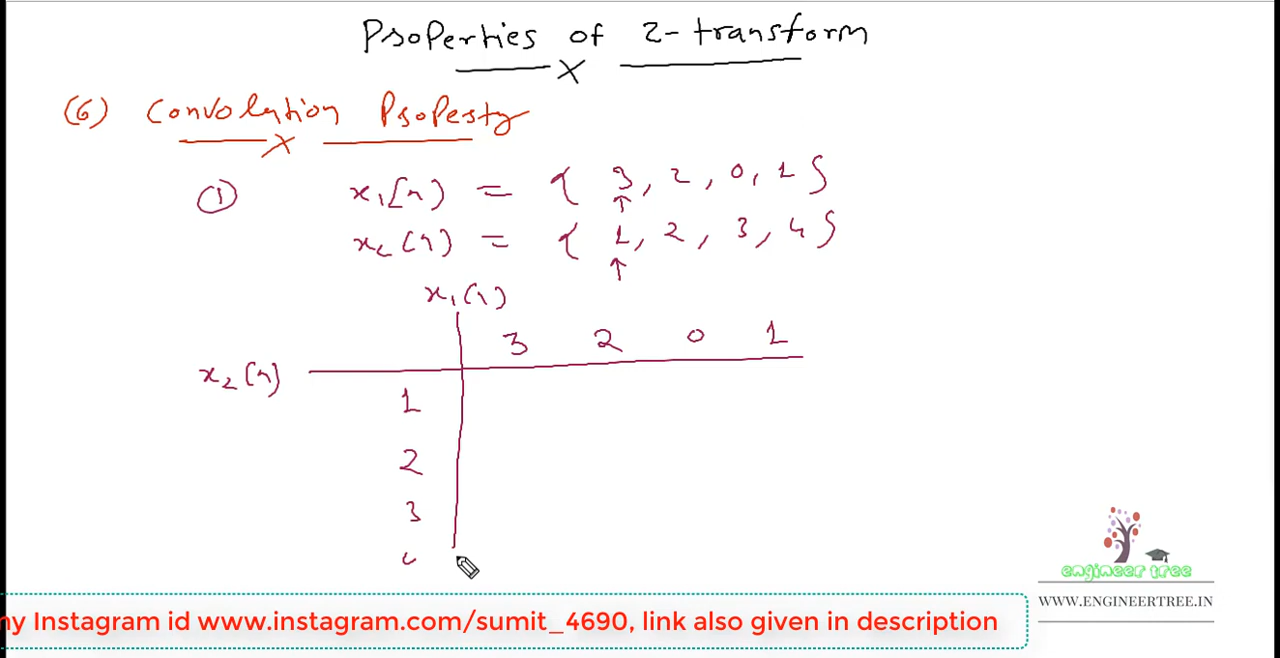 Properties of Z-transform
X
(6) Convolution Property
X
① x₁[n) = { 3, 2, 0, 1 }
↑
x₂(n) = { 1, 2, 3, 4 }
↑
x₁(n)
3 2 0 1
x₂(n)
1
2
3
engineer tree
WWW.ENGINEERTREE.IN
ny Instagram id www.instagram.com/sumit_4690, link also given in description